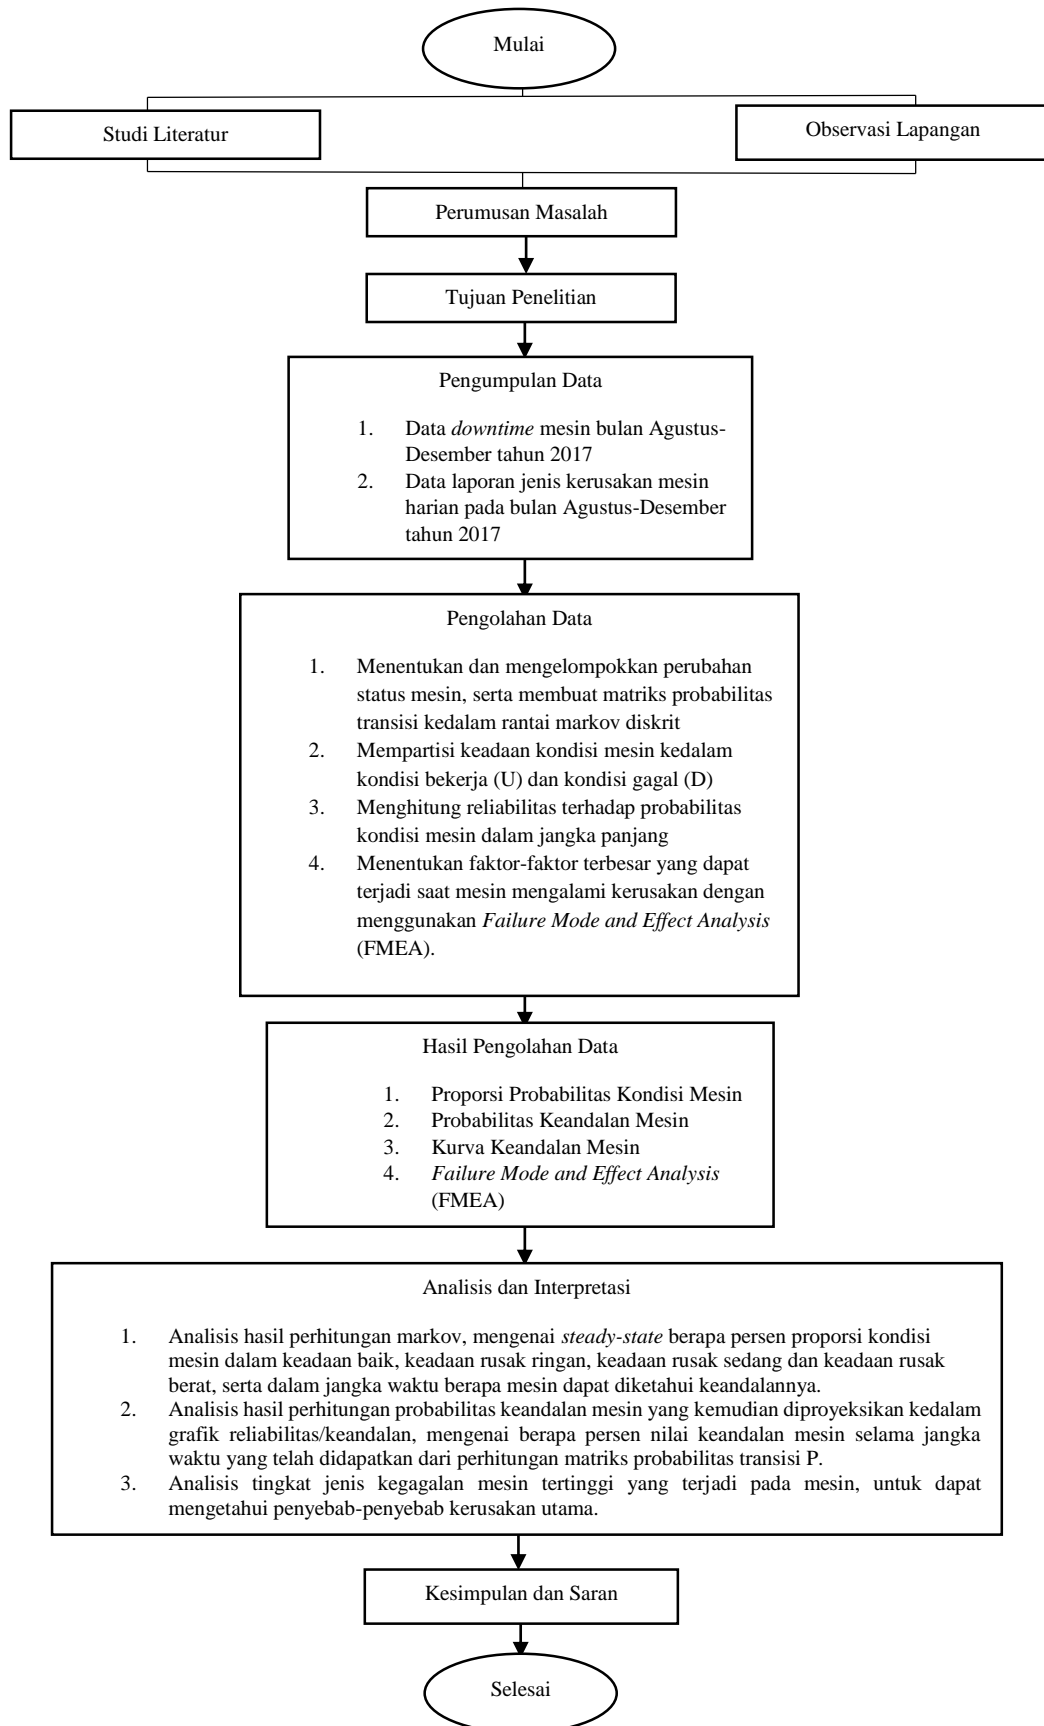 Mulai
Studi Literatur
Observasi Lapangan
Perumusan Masalah
Tujuan Penelitian
Pengumpulan Data
1. Data downtime mesin bulan Agustus-
Desember tahun 2017
2. Data laporan jenis kerusakan mesin
harian pada bulan Agustus-Desember
tahun 2017
Pengolahan Data
1. Menentukan dan mengelompokkan perubahan
status mesin, serta membuat matriks probabilitas
transisi kedalam rantai markov diskrit
2. Mempartisi keadaan kondisi mesin kedalam
kondisi bekerja (U) dan kondisi gagal (D)
3. Menghitung reliabilitas terhadap probabilitas
kondisi mesin dalam jangka panjang
4. Menentukan faktor-faktor terbesar yang dapat
terjadi saat mesin mengalami kerusakan dengan
menggunakan Failure Mode and Effect Analysis
(FMEA).
Hasil Pengolahan Data
1. Proporsi Probabilitas Kondisi Mesin
2. Probabilitas Keandalan Mesin
3. Kurva Keandalan Mesin
4. Failure Mode and Effect Analysis
(FMEA)
Analisis dan Interpretasi
1. Analisis hasil perhitungan markov, mengenai steady-state berapa persen proporsi kondisi
mesin dalam keadaan baik, keadaan rusak ringan, keadaan rusak sedang dan keadaan rusak
berat, serta dalam jangka waktu berapa mesin dapat diketahui keandalannya.
2. Analisis hasil perhitungan probabilitas keandalan mesin yang kemudian diproyeksikan kedalam
grafik reliabilitas/keandalan, mengenai berapa persen nilai keandalan mesin selama jangka
waktu yang telah didapatkan dari perhitungan matriks probabilitas transisi P.
3. Analisis tingkat jenis kegagalan mesin tertinggi yang terjadi pada mesin, untuk dapat
mengetahui penyebab-penyebab kerusakan utama.
Kesimpulan dan Saran
Selesai